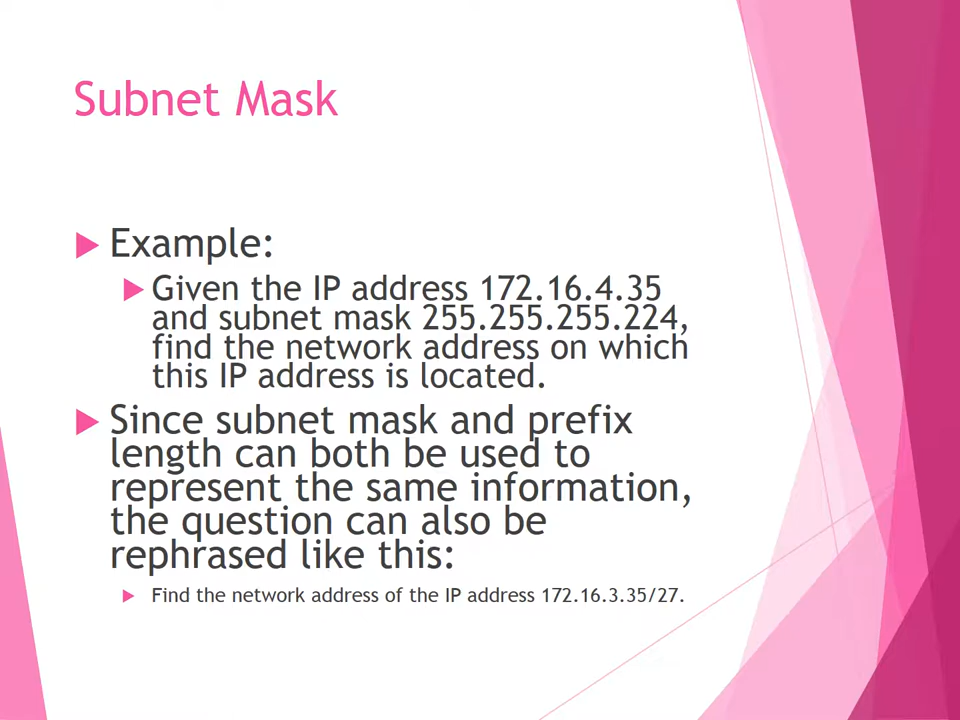 Subnet Mask
Example:
Given the IP address 172.16.4.35
and subnet mask 255.255.255.224,
find the network address on which
this IP address is located.
Since subnet mask and prefix
length can both be used to
represent the same information,
the question can also be
rephrased like this:
Find the network address of the IP address 172.16.3.35/27.